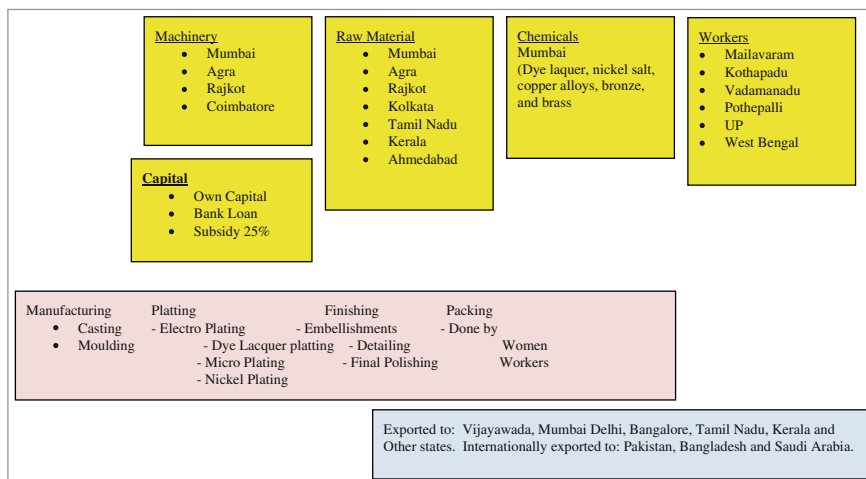 Machinery
• Mumbai
• Agra
• Rajkot
• Coimbatore
Raw Material
• Mumbai
• Agra
• Rajkot
• Kolkata
• Tamil Nadu
• Kerala
• Ahmedabad
Chemicals
Mumbai
(Dye laquer, nickel salt,
copper alloys, bronze,
and brass
Workers
• Mailavaram
• Kothapadu
• Vadamanadu
• Pothepalli
• UP
• West Bengal
Capital
• Own Capital
• Bank Loan
• Subsidy 25%
Manufacturing Platting Finishing Packing
• Casting - Electro Plating - Embellishments - Done by
• Moulding - Dye Lacquer platting - Detailing Women
- Micro Plating - Final Polishing Workers
- Nickel Plating
Exported to: Vijayawada, Mumbai Delhi, Bangalore, Tamil Nadu, Kerala and
Other states. Internationally exported to: Pakistan, Bangladesh and Saudi Arabia.